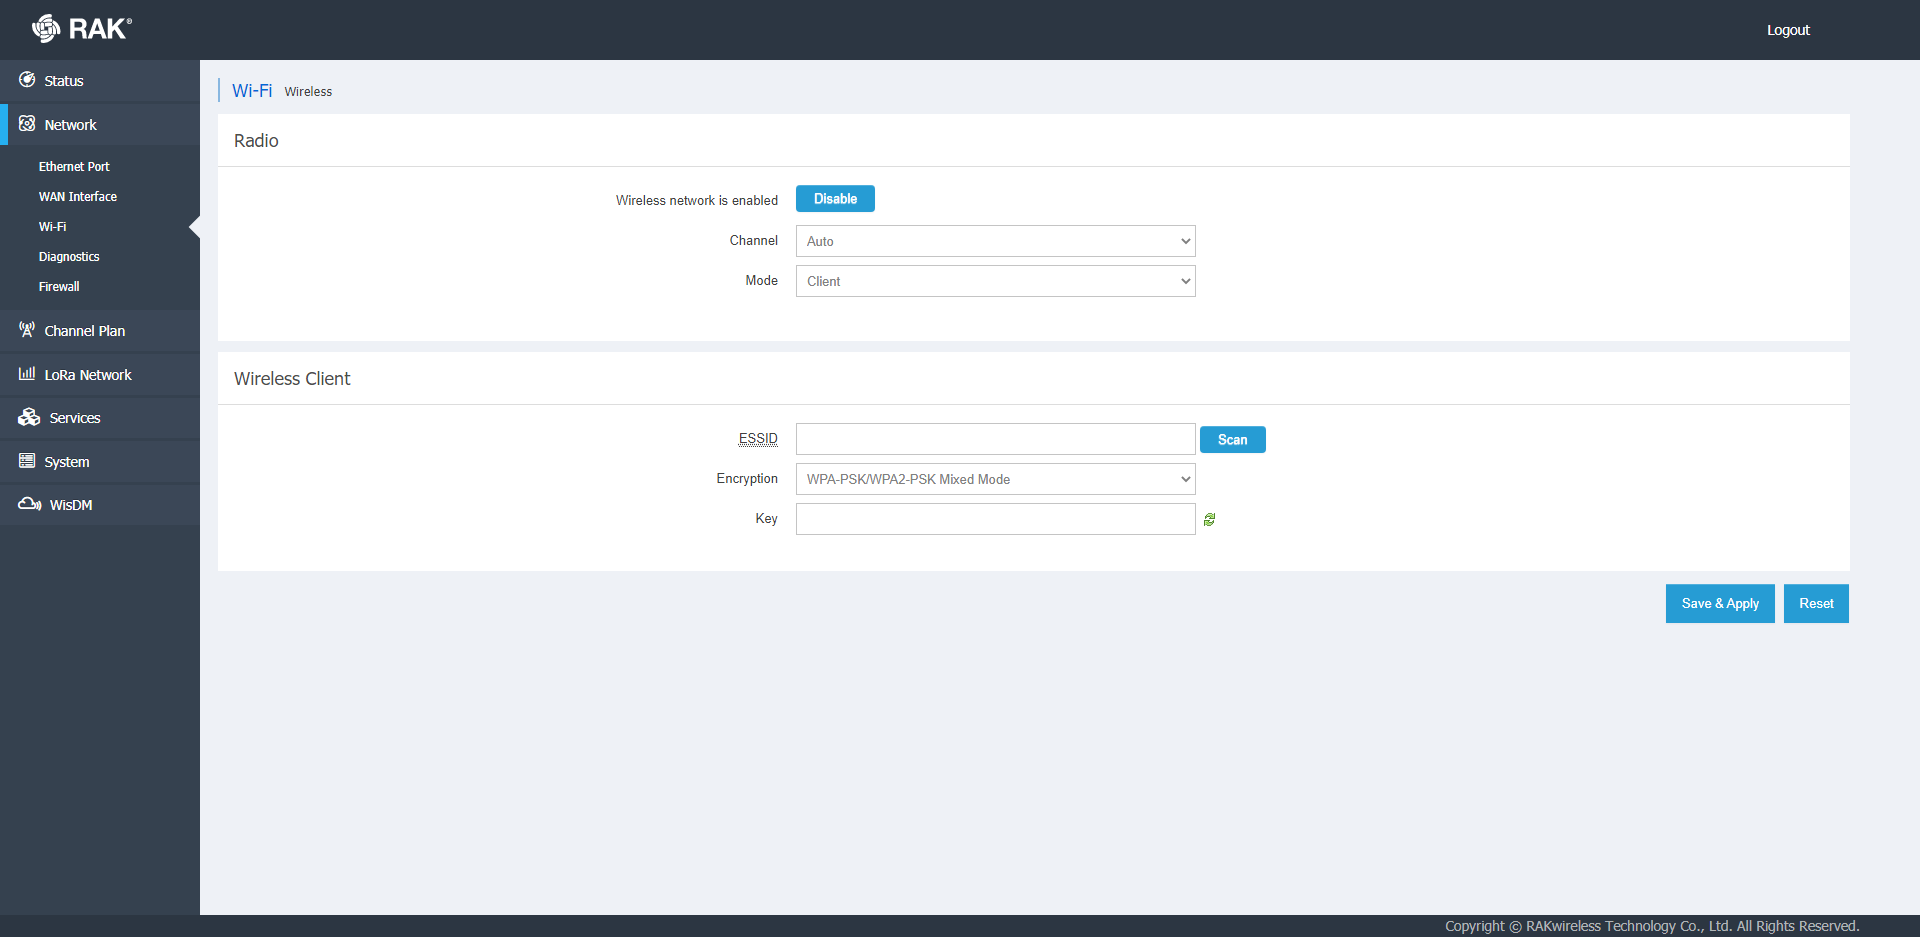 RAK®
Logout
Status
Network
Ethernet Port
WAN Interface
Wi-Fi
Diagnostics
Firewall
Channel Plan
LoRa Network
Services
System
WisDM
Wi-Fi Wireless
Radio
Wireless network is enabled Disable
Channel Auto
Mode Client
Wireless Client
ESSID Scan
Encryption WPA-PSK/WPA2-PSK Mixed Mode
Key
Save & Apply Reset
Copyright © RAKwireless Technology Co., Ltd. All Rights Reserved.